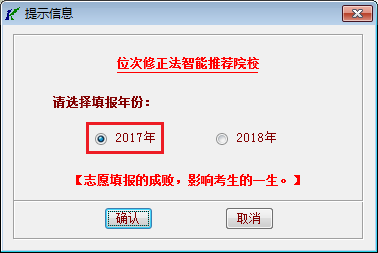 提示信息
位次修正法智能推荐院校
请选择填报年份：
2017年 2018年
【志愿填报的成败，影响考生的一生。】
确认 取消